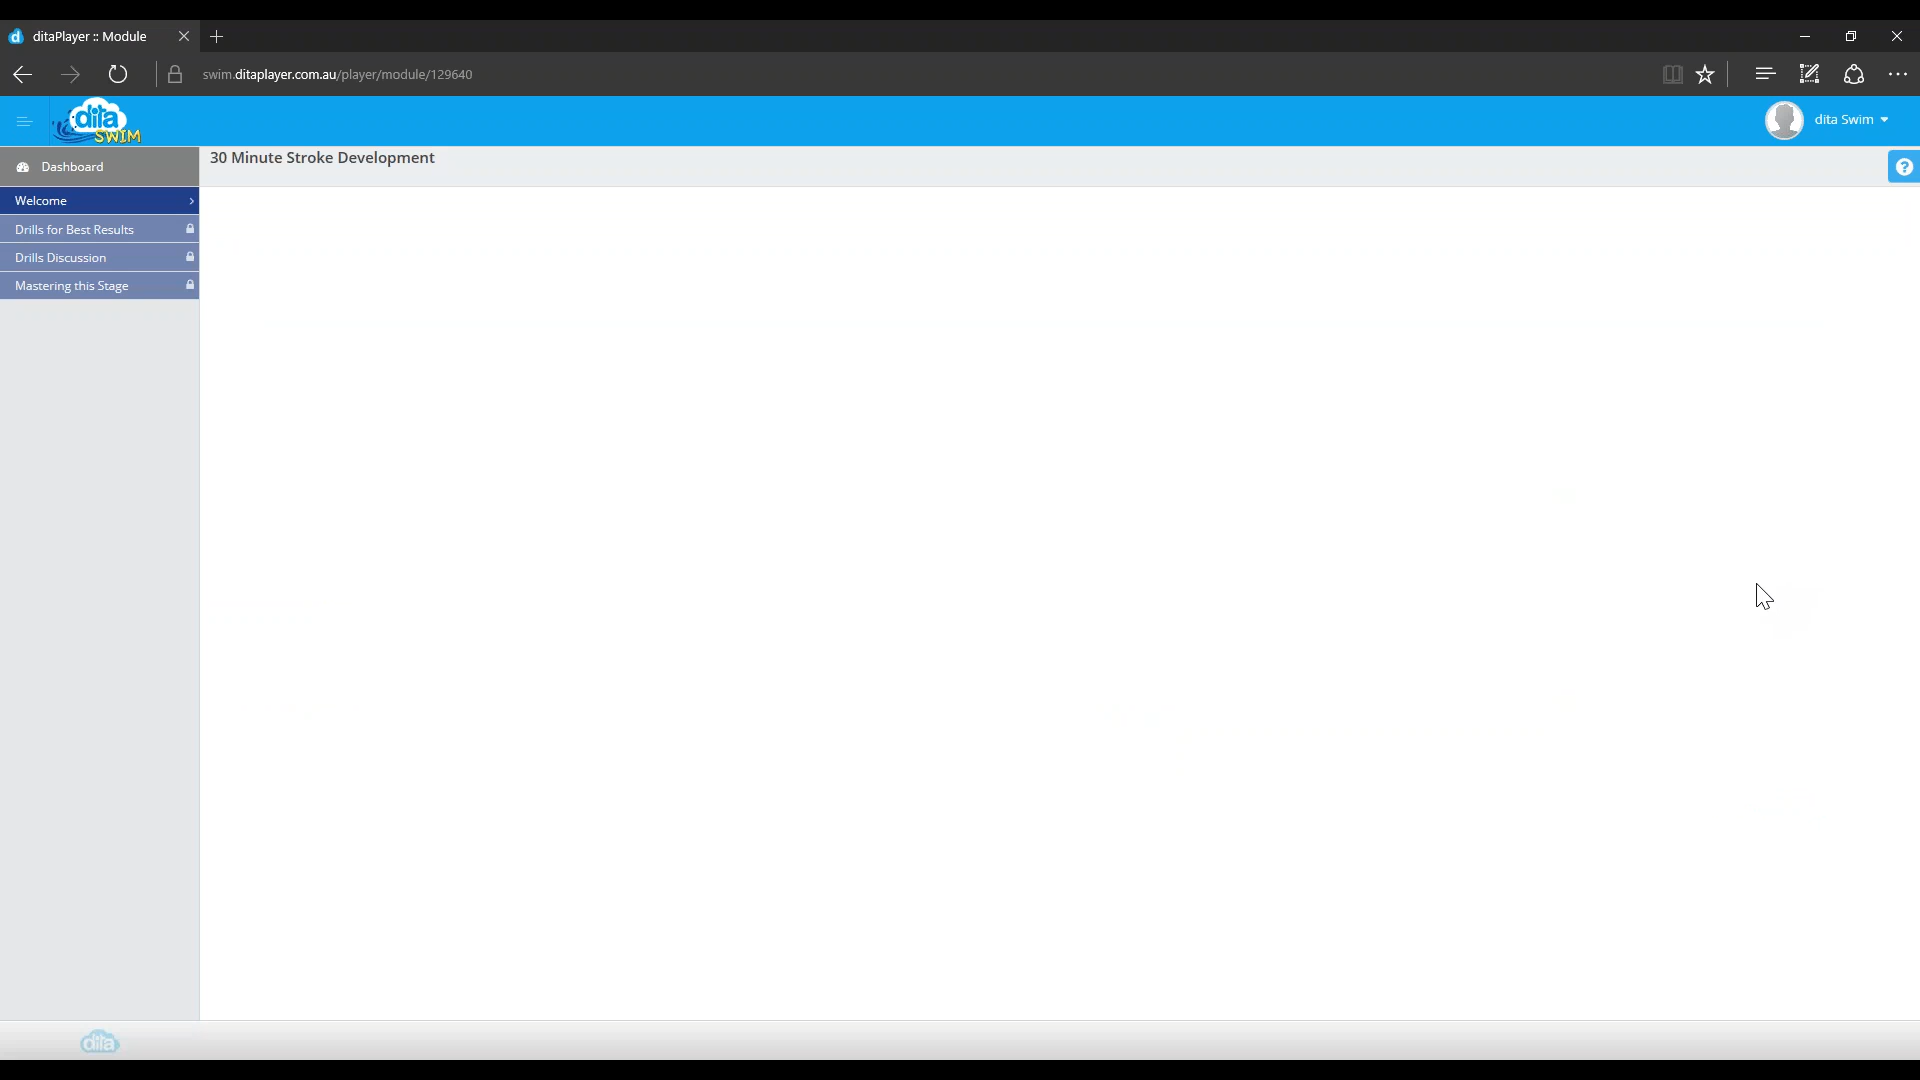 ditaPlayer :: Module
swim.ditaplayer.com.au/player/module/129640
dita
SWIM
dita Swim
Dashboard
30 Minute Stroke Development
?
Welcome
Drills for Best Results
Drills Discussion
Mastering this Stage
dita